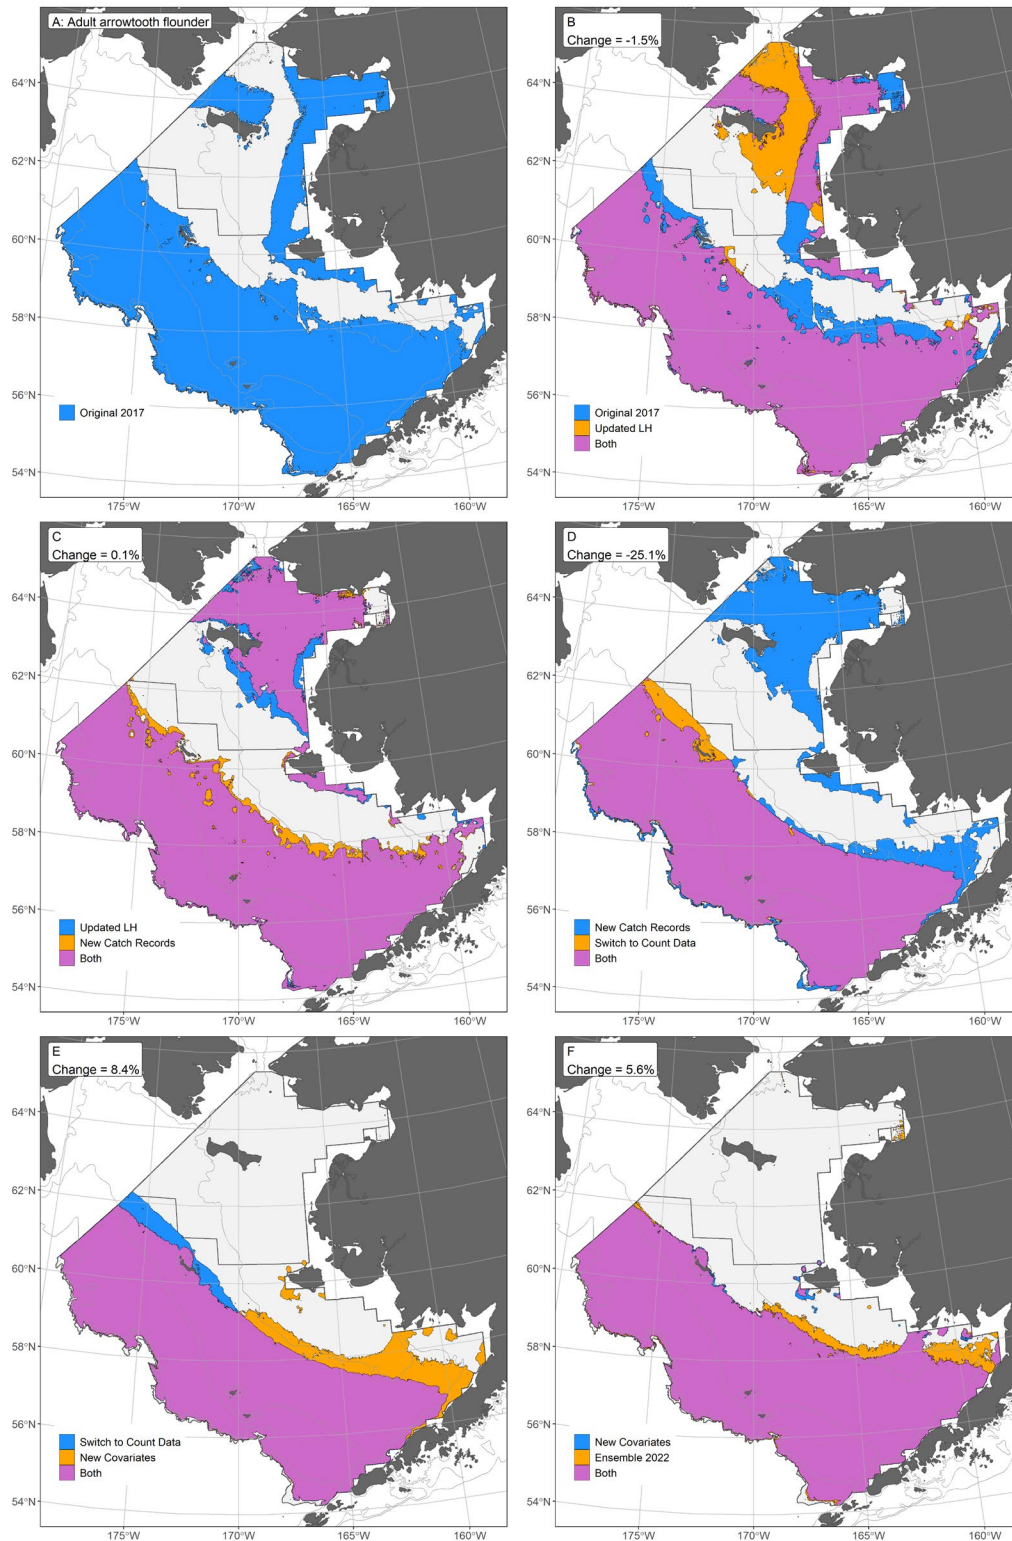 A: Adult arrowtooth flounder
64°N
62°N
60°N
58°N
56°N
54°N
Original 2017
175°W
170°W
165°W
160°W
B
Change = -1.5%
64°N
62°N
60°N
58°N
56°N
54°N
Original 2017
Updated LH
Both
175°W
170°W
165°W
160°W
C
Change = 0.1%
64°N
62°N
60°N
58°N
56°N
54°N
Updated LH
New Catch Records
Both
175°W
170°W
165°W
160°W
D
Change = -25.1%
64°N
62°N
60°N
58°N
56°N
54°N
New Catch Records
Switch to Count Data
Both
175°W
170°W
165°W
160°W
E
Change = 8.4%
64°N
62°N
60°N
58°N
56°N
54°N
Switch to Count Data
New Covariates
Both
175°W
170°W
165°W
160°W
F
Change = 5.6%
64°N
62°N
60°N
58°N
56°N
54°N
New Covariates
Ensemble 2022
Both
175°W
170°W
165°W
160°W